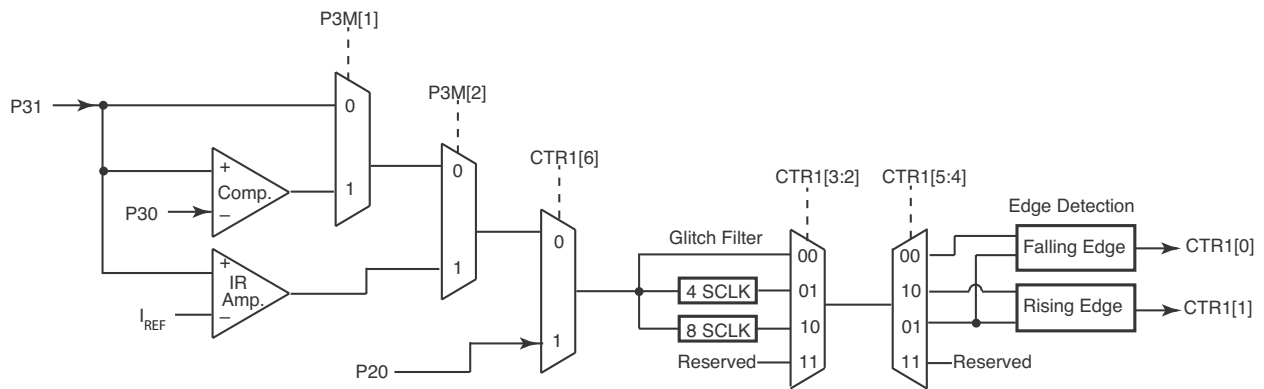 P3M[1]
P31
0
P3M[2]
+
Comp.
–
1
P30
0
CTR1[6]
CTR1[3:2]
CTR1[5:4]
Edge Detection
0
Glitch Filter
00
00
Falling Edge
CTR1[0]
+
IR
Amp.
–
1
4 SCLK
01
10
IREF
Rising Edge
CTR1[1]
8 SCLK
10
01
1
P20
Reserved
11
11
Reserved